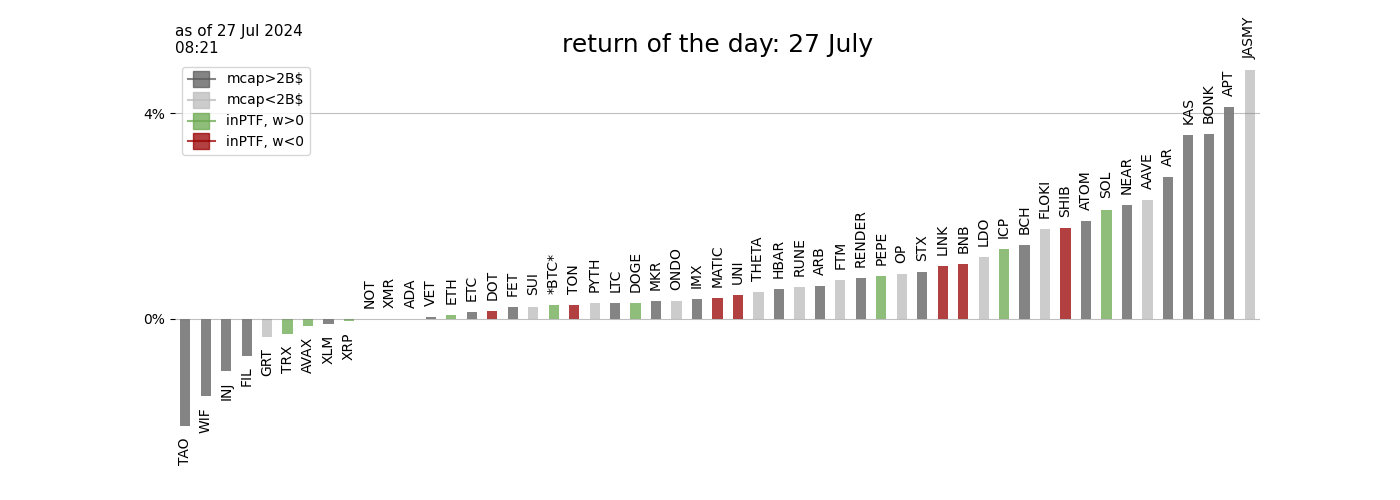 as of 27 Jul 2024
08:21
return of the day: 27 July
mcap>2B$
mcap<2B$
inPTF, w>0
inPTF, w<0
4%
0%
TAO
WIF
INJ
FIL
GRT
TRX
AVAX
XLM
XRP
NOT
XMR
ADA
VET
ETH
ETC
DOT
FET
SUI
*BTC*
TON
PYTH
LTC
DOGE
MKR
ONDO
IMX
MATIC
UNI
THETA
HBAR
RUNE
ARB
FTM
RENDER
PEPE
OP
STX
LINK
BNB
LDO
ICP
BCH
FLOKI
SHIB
ATOM
SOL
NEAR
AAVE
AR
KAS
BONK
APT
JASMY